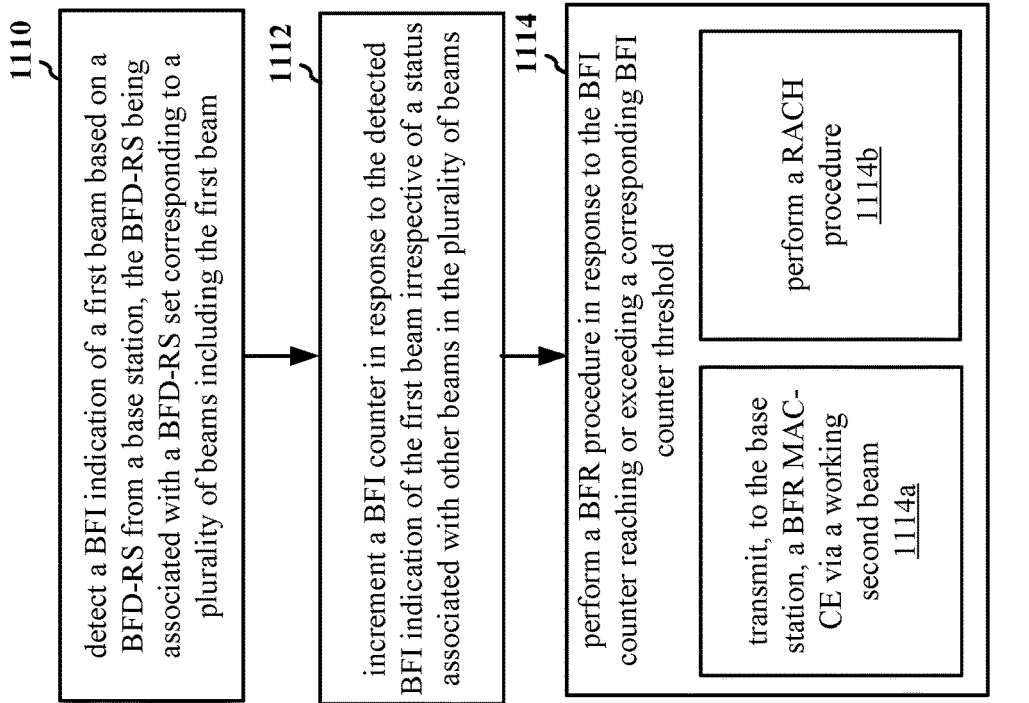 1110
detect a BFI indication of a first beam based on a
BFD-RS from a base station, the BFD-RS being
associated with a BFD-RS set corresponding to a
plurality of beams including the first beam
1112
increment a BFI counter in response to the detected
BFI indication of the first beam irrespective of a status
associated with other beams in the plurality of beams
1114
perform a BFR procedure in response to the BFI
counter reaching or exceeding a corresponding BFI
counter threshold
transmit, to the base
station, a BFR MAC-
CE via a working
second beam
1114a
perform a RACH
procedure
1114b